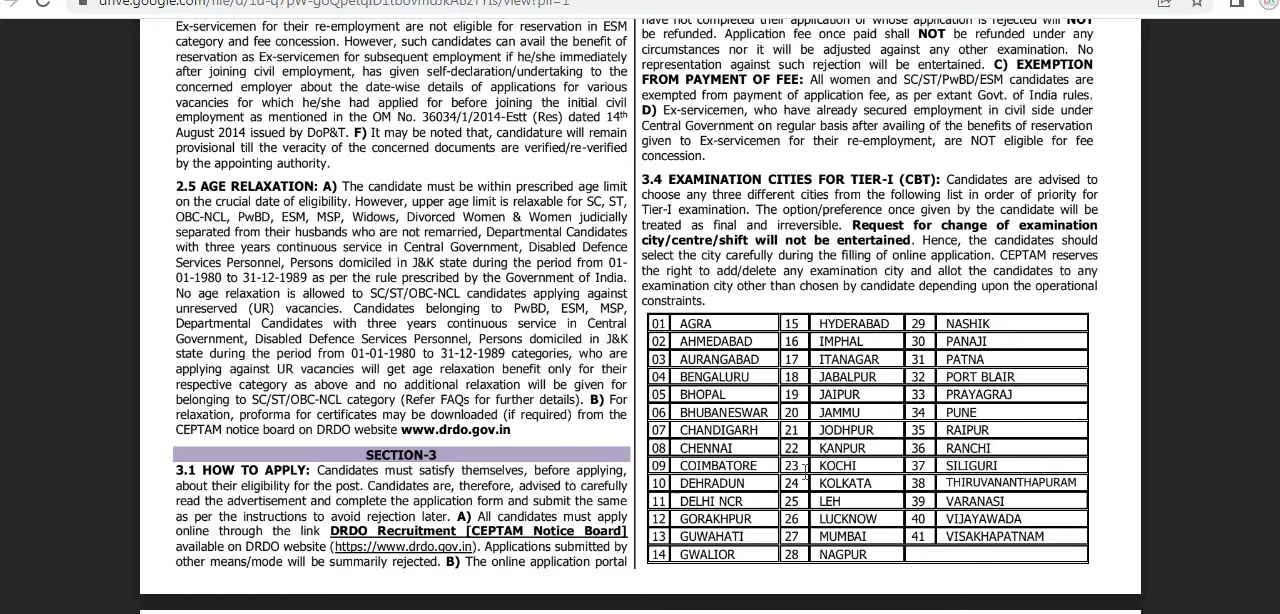 drive.google.com/file/d/1d-q7pW-goQpetqID1tb0vmdJkAbzTYIs/view?pli=1
Ex-servicemen for their re-employment are not eligible for reservation in ESM
category and fee concession. However, such candidates can avail the benefit of
reservation as Ex-servicemen for subsequent employment if he/she immediately
after joining civil employment, has given self-declaration/undertaking to the
concerned employer about the date-wise details of applications for various
vacancies for which he/she had applied for before joining the initial civil
employment as mentioned in the OM No. 36034/1/2014-Estt (Res) dated 14th
August 2014 issued by DoP&T. F) It may be noted that, candidature will remain
provisional till the veracity of the concerned documents are verified/re-verified
by the appointing authority.
2.5 AGE RELAXATION: A) The candidate must be within prescribed age limit
on the crucial date of eligibility. However, upper age limit is relaxable for SC, ST,
OBC-NCL, PwBD, ESM, MSP, Widows, Divorced Women & Women judicially
separated from their husbands who are not remarried, Departmental Candidates
with three years continuous service in Central Government, Disabled Defence
Services Personnel, Persons domiciled in J&K state during the period from 01-
01-1980 to 31-12-1989 as per the rule prescribed by the Government of India.
No age relaxation is allowed to SC/ST/OBC-NCL candidates applying against
unreserved (UR) vacancies. Candidates belonging to PwBD, ESM, MSP,
Departmental Candidates with three years continuous service in Central
Government, Disabled Defence Services Personnel, Persons domiciled in J&K
state during the period from 01-01-1980 to 31-12-1989 categories, who are
applying against UR vacancies will get age relaxation benefit only for their
respective category as above and no additional relaxation will be given for
belonging to SC/ST/OBC-NCL category (Refer FAQs for further details). B) For
relaxation, proforma for certificates may be downloaded (if required) from the
CEPTAM notice board on DRDO website www.drdo.gov.in
SECTION-3
3.1 HOW TO APPLY: Candidates must satisfy themselves, before applying,
about their eligibility for the post. Candidates are, therefore, advised to carefully
read the advertisement and complete the application form and submit the same
as per the instructions to avoid rejection later. A) All candidates must apply
online through the link DRDO Recruitment [CEPTAM Notice Board]
available on DRDO website (https://www.drdo.gov.in). Applications submitted by
other means/mode will be summarily rejected. B) The online application portal
have not completed their application or whose application is rejected will NOT
be refunded. Application fee once paid shall NOT be refunded under any
circumstances nor it will be adjusted against any other examination. No
representation against such rejection will be entertained. C) EXEMPTION
FROM PAYMENT OF FEE: All women and SC/ST/PwBD/ESM candidates are
exempted from payment of application fee, as per extant Govt. of India rules.
D) Ex-servicemen, who have already secured employment in civil side under
Central Government on regular basis after availing of the benefits of reservation
given to Ex-servicemen for their re-employment, are NOT eligible for fee
concession.
3.4 EXAMINATION CITIES FOR TIER-I (CBT): Candidates are advised to
choose any three different cities from the following list in order of priority for
Tier-I examination. The option/preference once given by the candidate will be
treated as final and irreversible. Request for change of examination
city/centre/shift will not be entertained. Hence, the candidates should
select the city carefully during the filling of online application. CEPTAM reserves
the right to add/delete any examination city and allot the candidates to any
examination city other than chosen by candidate depending upon the operational
constraints.
01 AGRA 15 HYDERABAD 29 NASHIK
02 AHMEDABAD 16 IMPHAL 30 PANAJI
03 AURANGABAD 17 ITANAGAR 31 PATNA
04 BENGALURU 18 JABALPUR 32 PORT BLAIR
05 BHOPAL 19 JAIPUR 33 PRAYAGRAJ
06 BHUBANESWAR 20 JAMMU 34 PUNE
07 CHANDIGARH 21 JODHPUR 35 RAIPUR
08 CHENNAI 22 KANPUR 36 RANCHI
09 COIMBATORE 23 KOCHI 37 SILIGURI
10 DEHRADUN 24 KOLKATA 38 THIRUVANANTHAPURAM
11 DELHI NCR 25 LEH 39 VARANASI
12 GORAKHPUR 26 LUCKNOW 40 VIJAYAWADA
13 GUWAHATI 27 MUMBAI 41 VISAKHAPATNAM
14 GWALIOR 28 NAGPUR